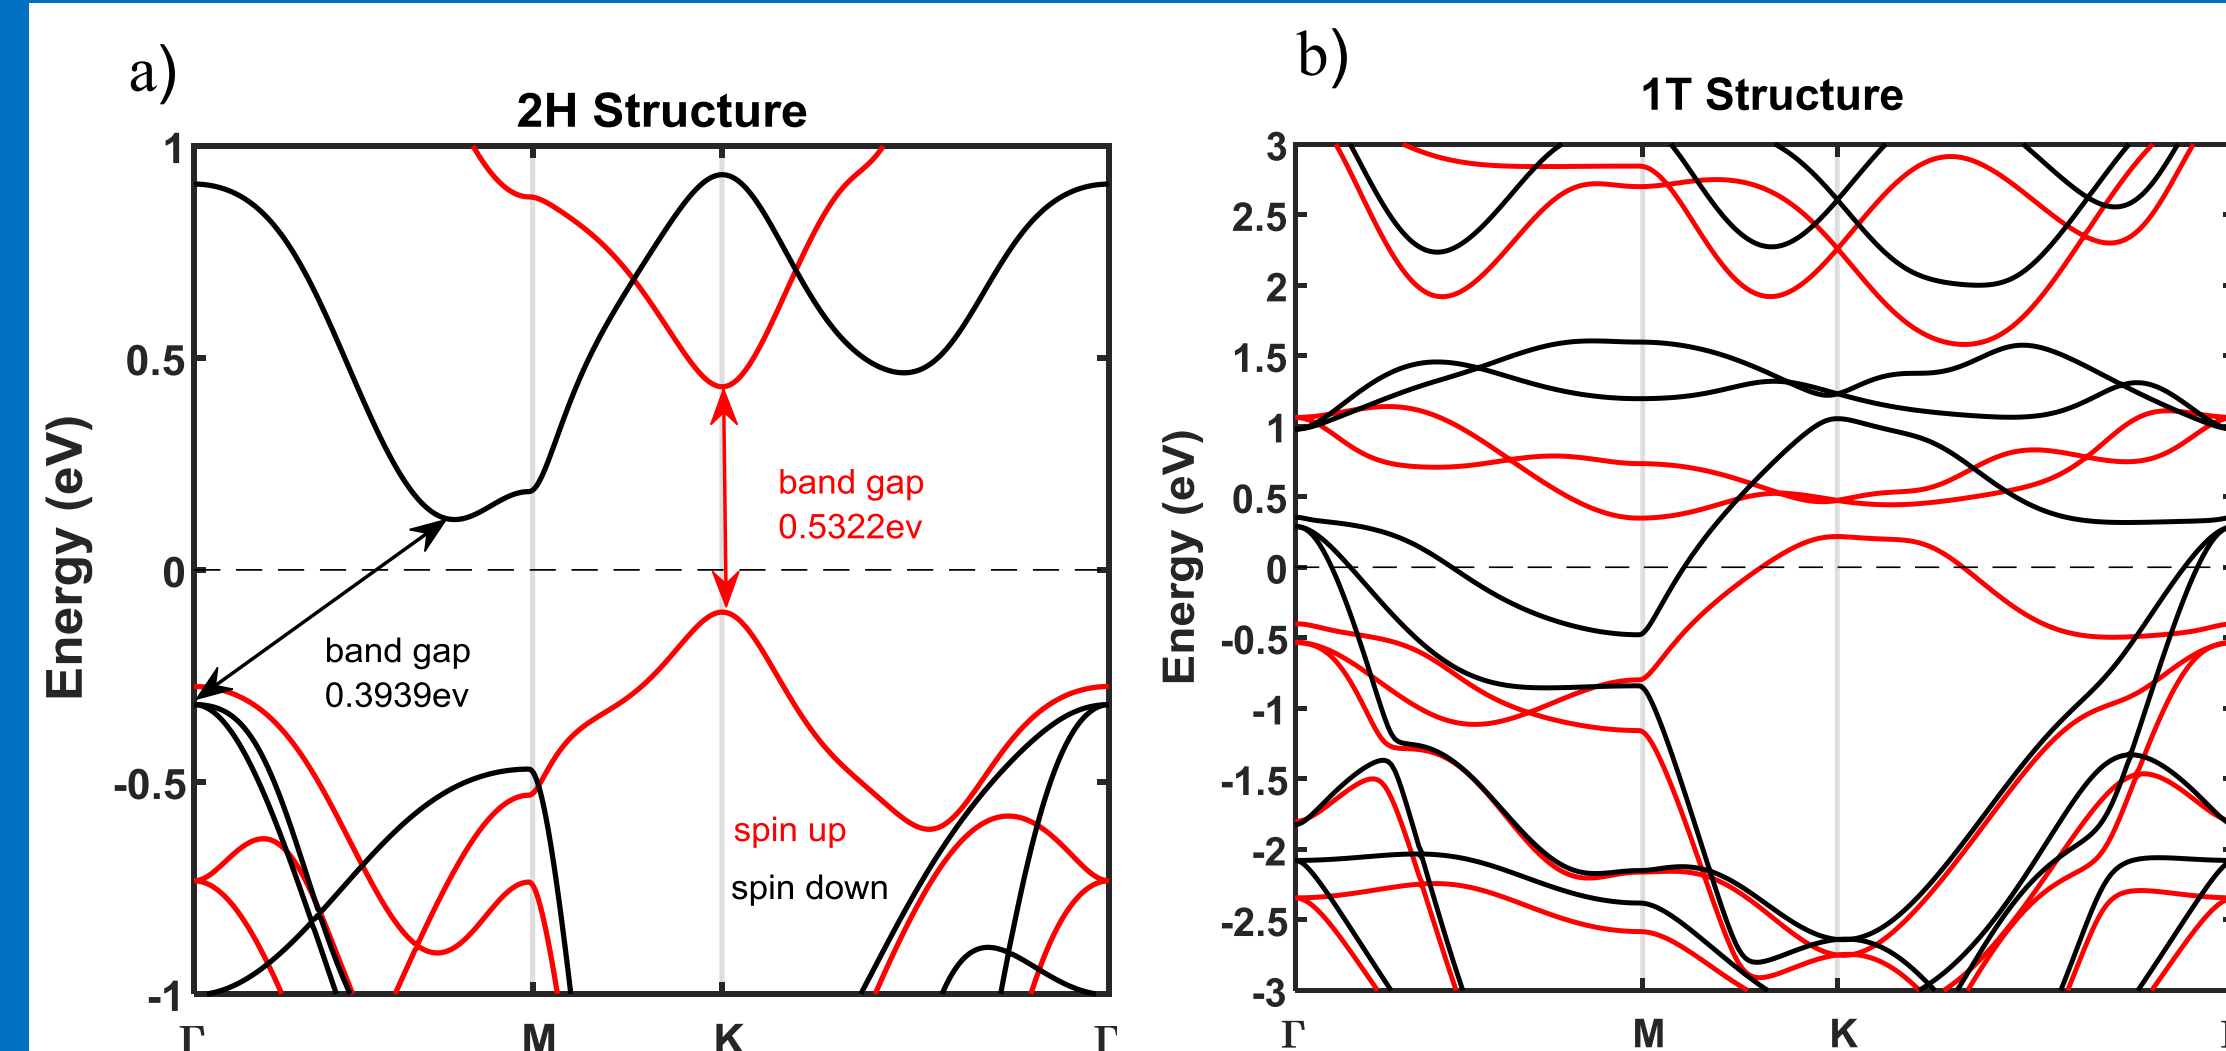 a)
2H Structure
1
0.5
0
-0.5
-1
Energy (eV)
band gap
0.5322ev
band gap
0.3939ev
spin up
spin down
Γ
M
K
Γ
b)
1T Structure
3
2.5
2
1.5
1
0.5
0
-0.5
-1
-1.5
-2
-2.5
-3
Energy (eV)
Γ
M
K